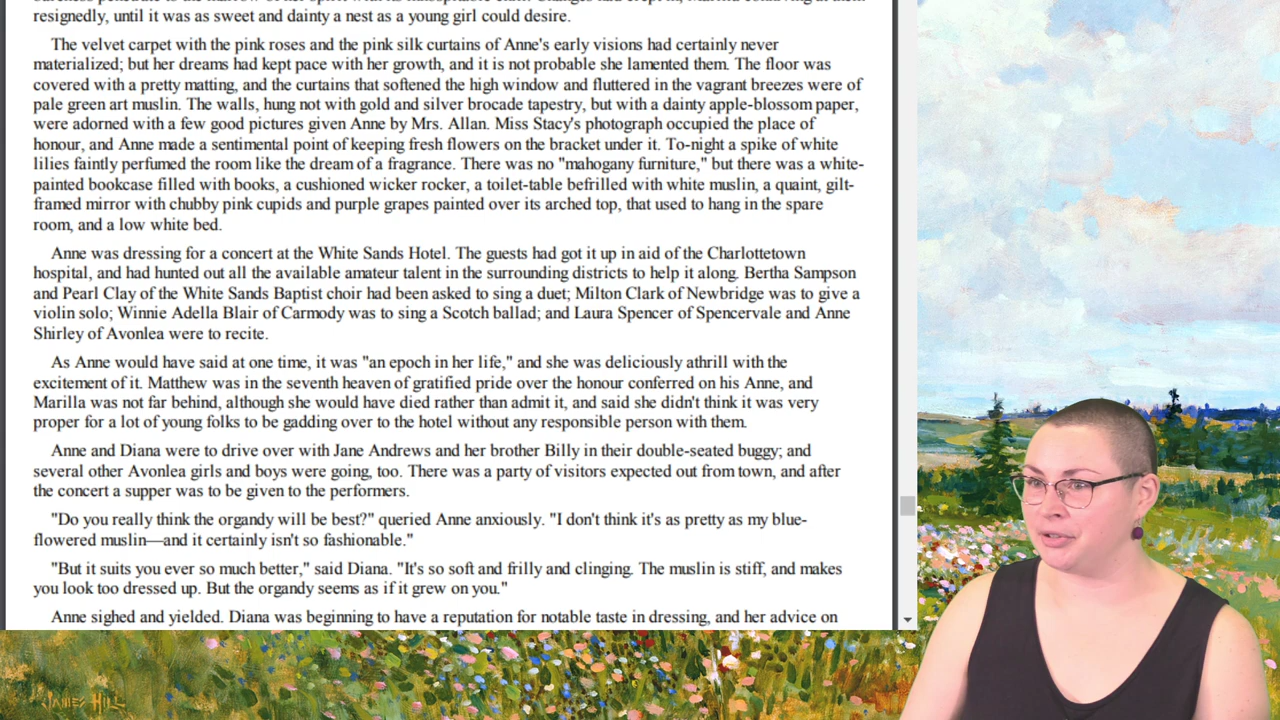 resignedly, until it was as sweet and dainty a nest as a young girl could desire.
The velvet carpet with the pink roses and the pink silk curtains of Anne's early visions had certainly never
materialized; but her dreams had kept pace with her growth, and it is not probable she lamented them. The floor was
covered with a pretty matting, and the curtains that softened the high window and fluttered in the vagrant breezes were of
pale green art muslin. The walls, hung not with gold and silver brocade tapestry, but with a dainty apple-blossom paper,
were adorned with a few good pictures given Anne by Mrs. Allan. Miss Stacy's photograph occupied the place of
honour, and Anne made a sentimental point of keeping fresh flowers on the bracket under it. To-night a spike of white
lilies faintly perfumed the room like the dream of a fragrance. There was no "mahogany furniture," but there was a white-
painted bookcase filled with books, a cushioned wicker rocker, a toilet-table befrilled with white muslin, a quaint, gilt-
framed mirror with chubby pink cupids and purple grapes painted over its arched top, that used to hang in the spare
room, and a low white bed.
Anne was dressing for a concert at the White Sands Hotel. The guests had got it up in aid of the Charlottetown
hospital, and had hunted out all the available amateur talent in the surrounding districts to help it along. Bertha Sampson
and Pearl Clay of the White Sands Baptist choir had been asked to sing a duet; Milton Clark of Newbridge was to give a
violin solo; Winnie Adella Blair of Carmody was to sing a Scotch ballad; and Laura Spencer of Spencervale and Anne
Shirley of Avonlea were to recite.
As Anne would have said at one time, it was "an epoch in her life," and she was deliciously athrill with the
excitement of it. Matthew was in the seventh heaven of gratified pride over the honour conferred on his Anne, and
Marilla was not far behind, although she would have died rather than admit it, and said she didn't think it was very
proper for a lot of young folks to be gadding over to the hotel without any responsible person with them.
Anne and Diana were to drive over with Jane Andrews and her brother Billy in their double-seated buggy; and
several other Avonlea girls and boys were going, too. There was a party of visitors expected out from town, and after
the concert a supper was to be given to the performers.
"Do you really think the organdy will be best?" queried Anne anxiously. "I don't think it's as pretty as my blue-
flowered muslin—and it certainly isn't so fashionable."
"But it suits you ever so much better," said Diana. "It's so soft and frilly and clinging. The muslin is stiff, and makes
you look too dressed up. But the organdy seems as if it grew on you."
Anne sighed and yielded. Diana was beginning to have a reputation for notable taste in dressing, and her advice on
JAMES HILL